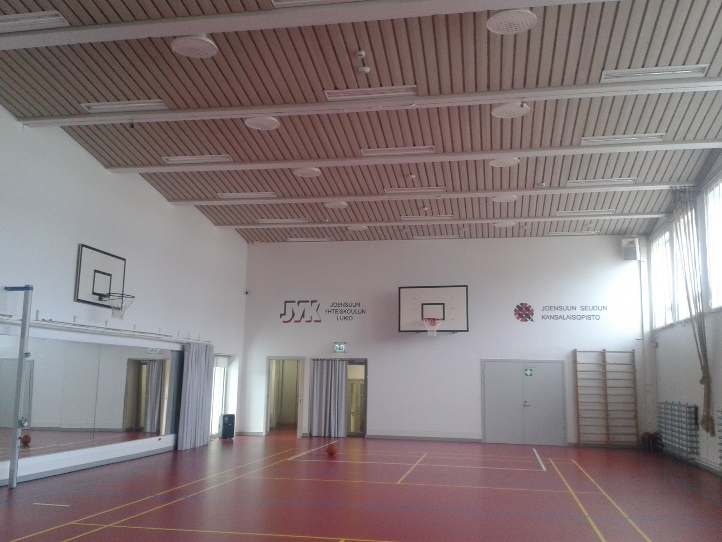 JYK
JOENSUUN
YHTEISKOULUN
LUKIO
JOENSUUN SEUDUN
KANSALAISOPISTO